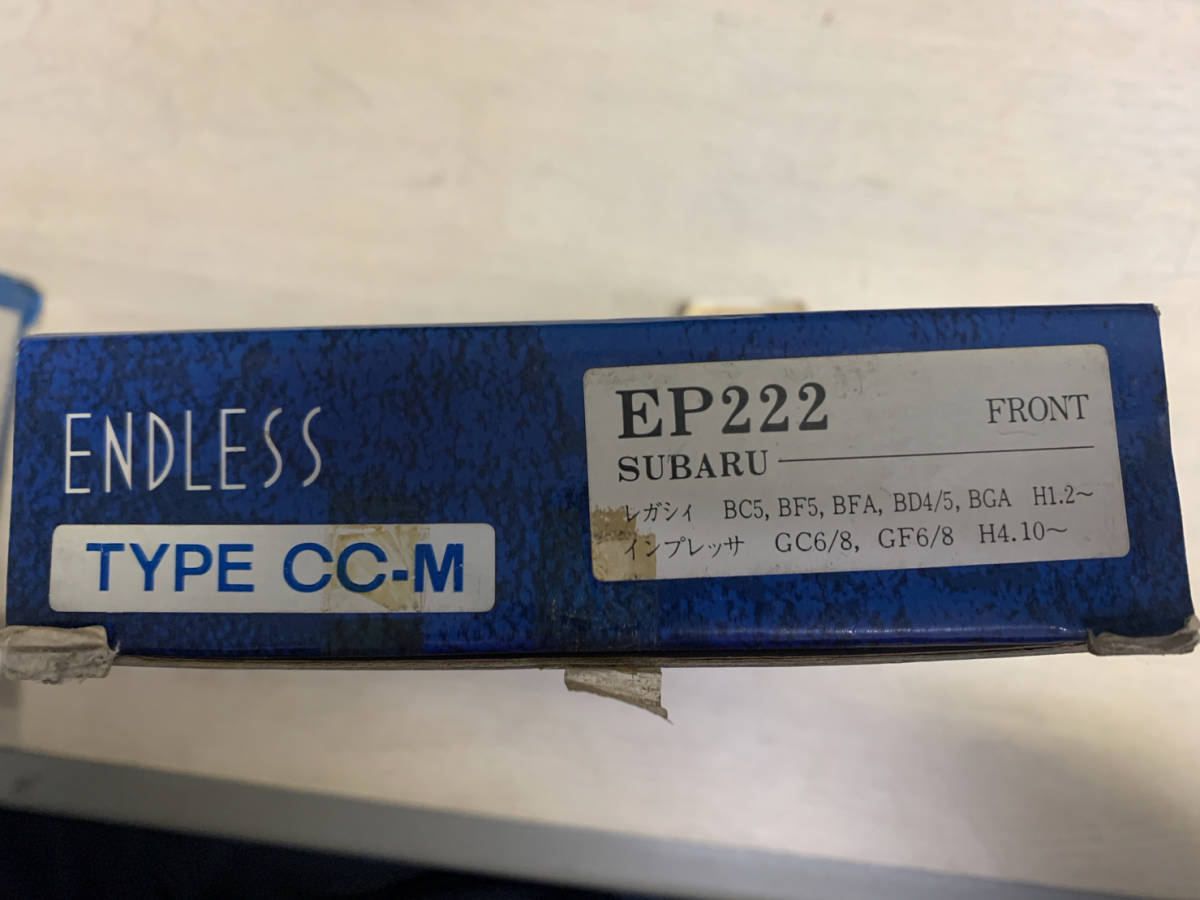 ENDLESS
TYPE CC-M
EP222 FRONT
SUBARU
レガシィ BC5, BF5, BFA, BD4/5, BGA H1.2~
インプレッサ GC6/8, GF6/8 H4.10~